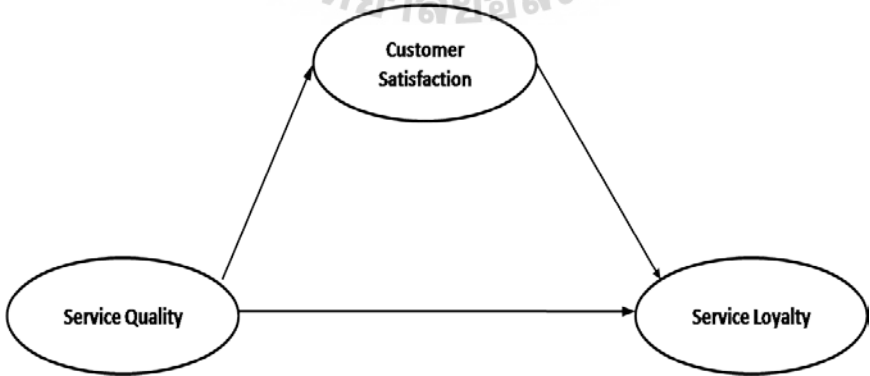 Customer
Satisfaction
Service Quality
Service Loyalty